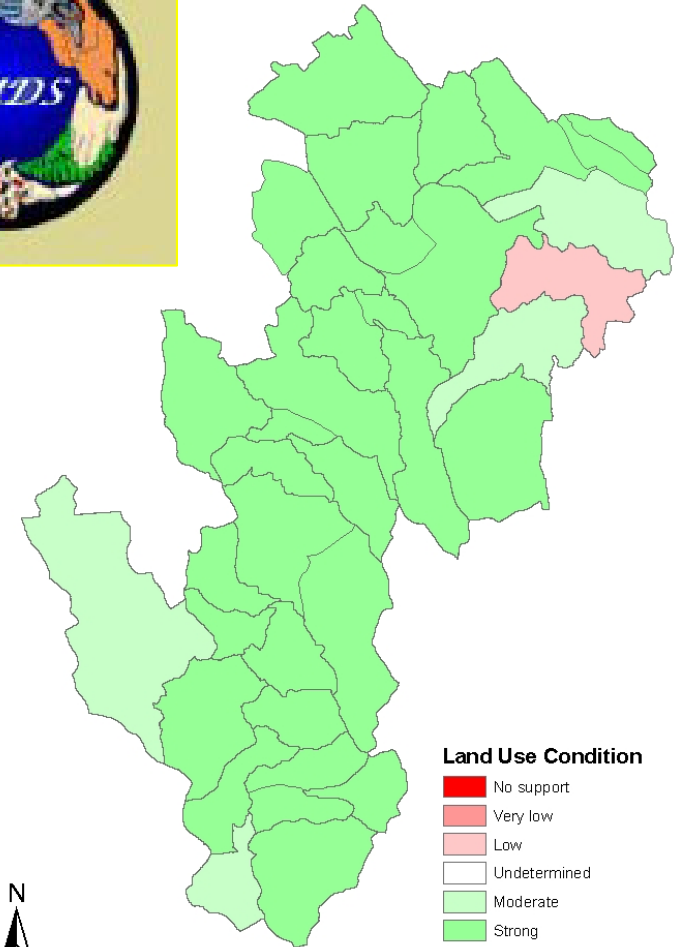 Land Use Condition
No support
Very low
Low
Undetermined
Moderate
Strong
N